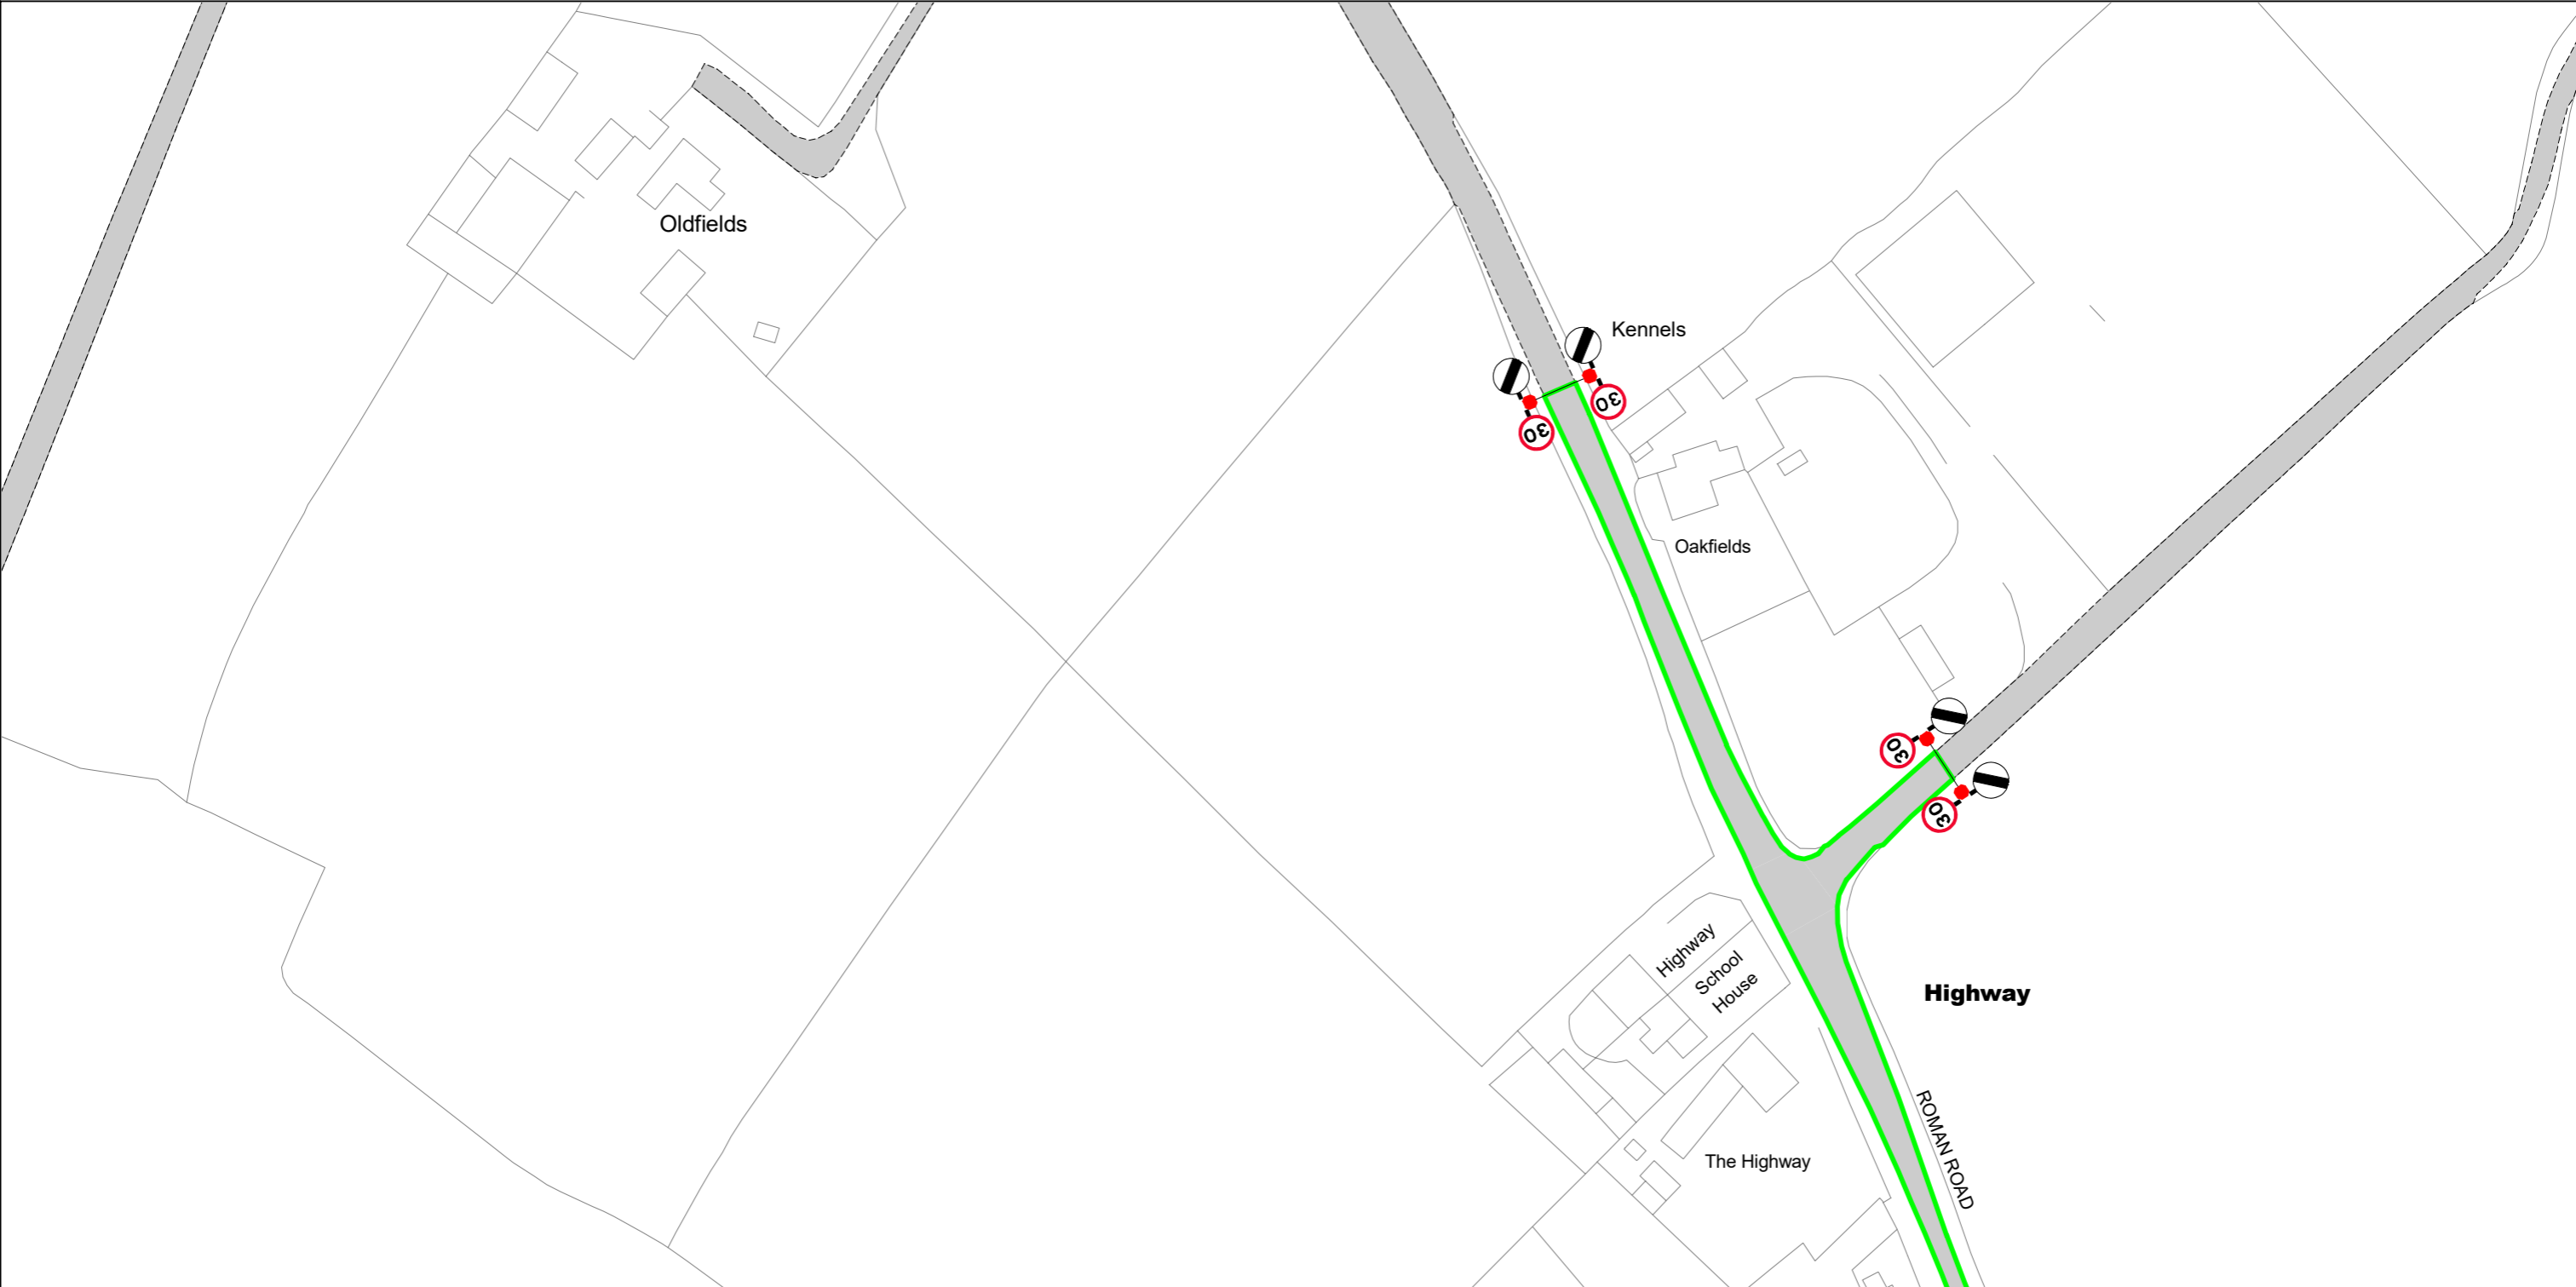 Oldfields
Kennels
30
30
Oakfields
30
30
Highway
School
House
Highway
ROMAN ROAD
The Highway